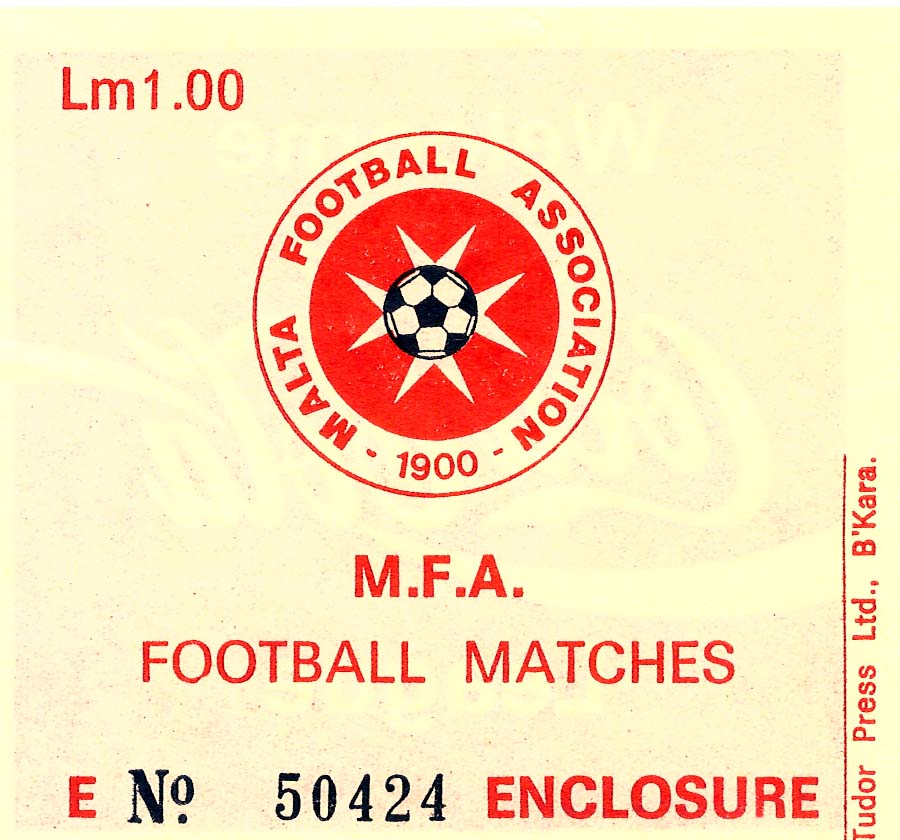 Lm1.00
MALTA FOOTBALL ASSOCIATION
- 1900 -
M.F.A.
FOOTBALL MATCHES
E Nº 50424 ENCLOSURE
Tudor Press Ltd., B'Kara.